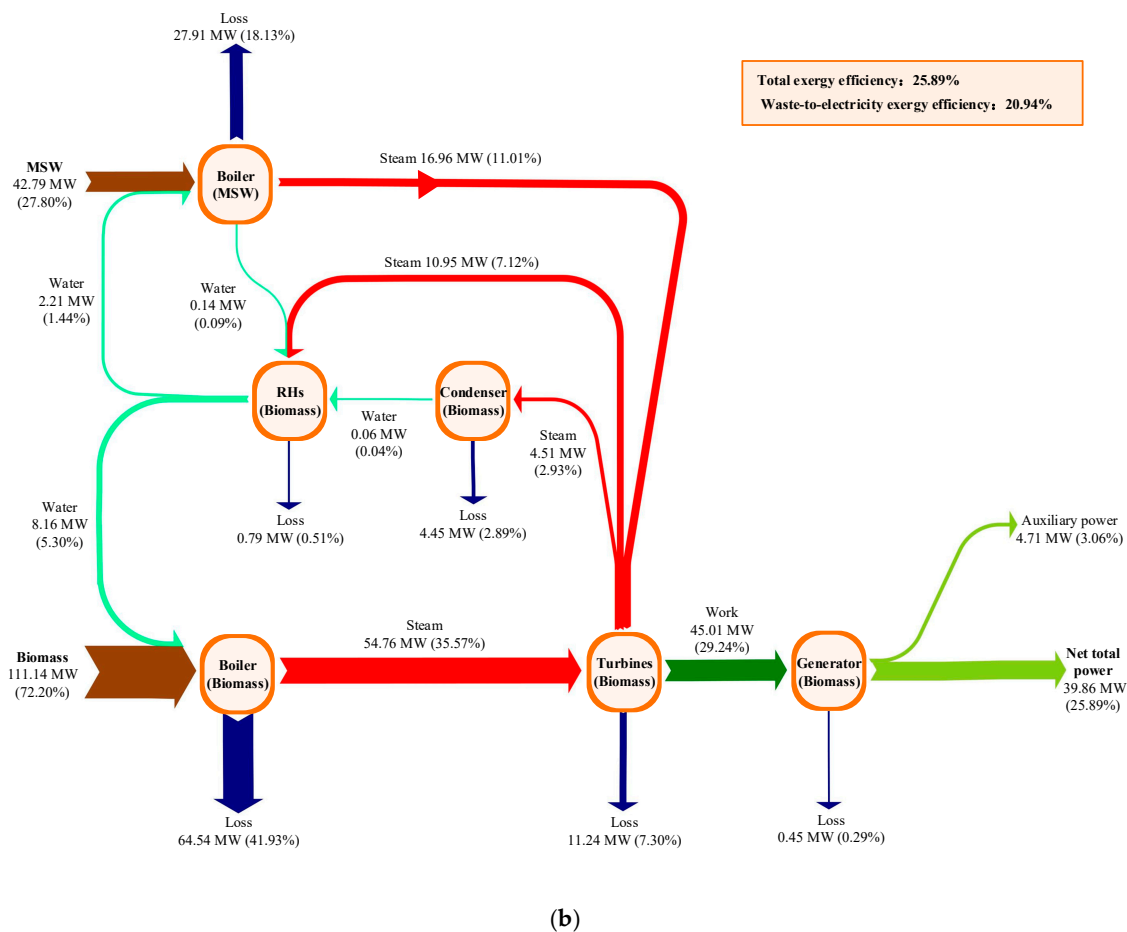 Loss
27.91 MW (18.13%)
Total exergy efficiency：25.89%
Waste-to-electricity exergy efficiency：20.94%
MSW
42.79 MW
(27.80%)
Boiler
(MSW)
Steam 16.96 MW (11.01%)
Steam 10.95 MW (7.12%)
Water
2.21 MW
(1.44%)
Water
0.14 MW
(0.09%)
RHs
(Biomass)
Condenser
(Biomass)
Water
0.06 MW
(0.04%)
Steam
4.51 MW
(2.93%)
Loss
0.79 MW (0.51%)
Loss
4.45 MW (2.89%)
Water
8.16 MW
(5.30%)
Auxiliary power
4.71 MW (3.06%)
Biomass
111.14 MW
(72.20%)
Boiler
(Biomass)
Steam
54.76 MW (35.57%)
Turbines
(Biomass)
Work
45.01 MW
(29.24%)
Generator
(Biomass)
Net total
power
39.86 MW
(25.89%)
Loss
64.54 MW (41.93%)
Loss
11.24 MW (7.30%)
Loss
0.45 MW (0.29%)
(b)